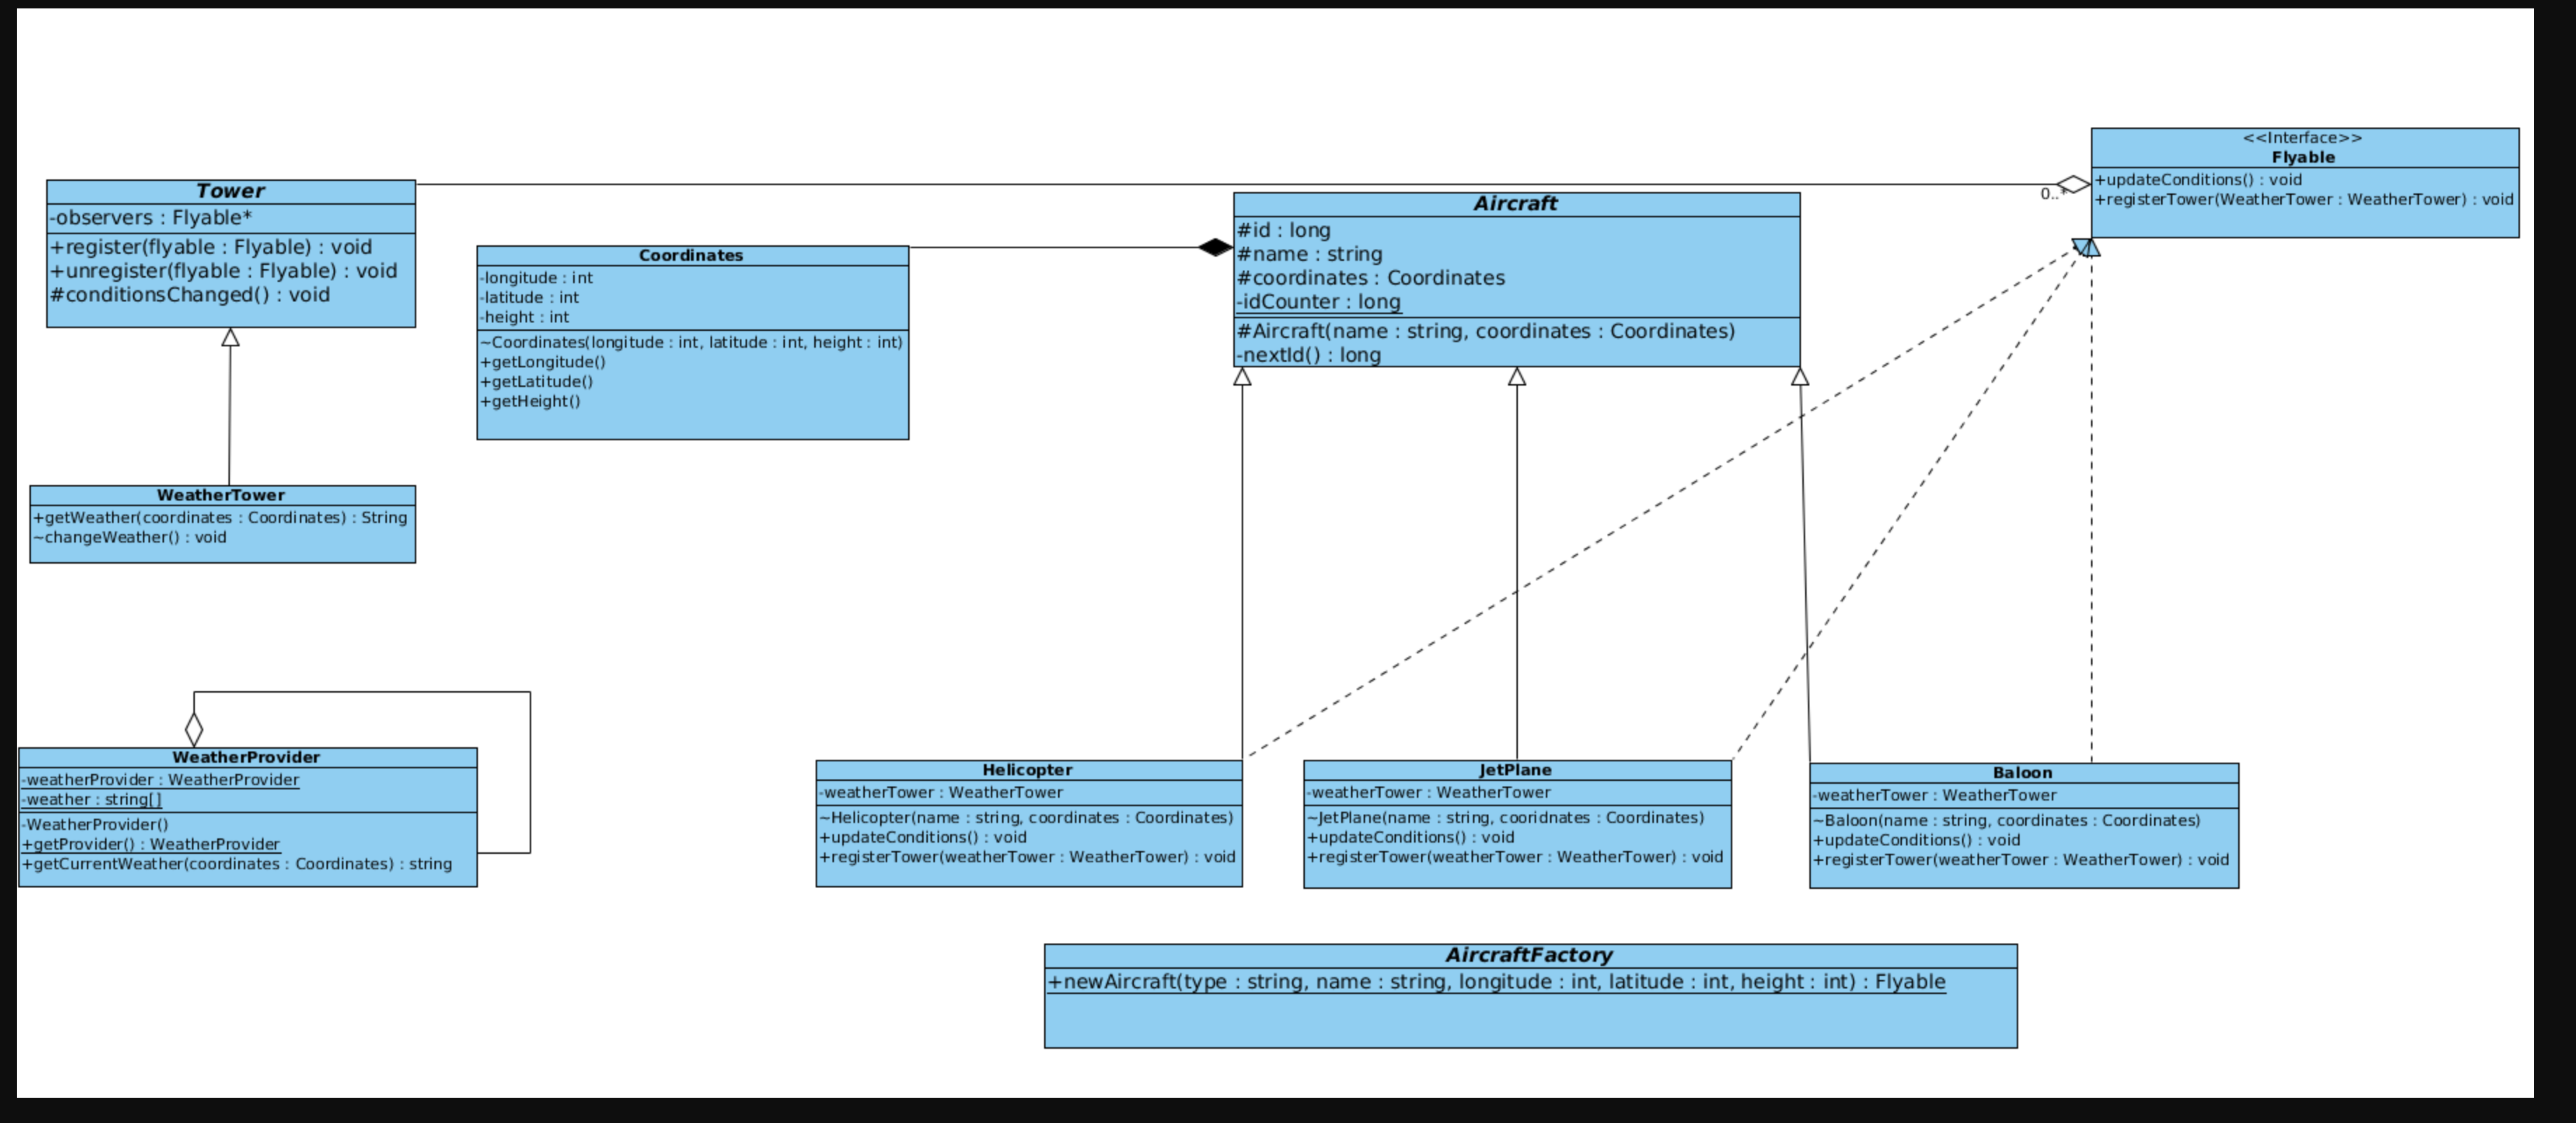 <<Interface>>
Flyable
+updateConditions() : void
+registerTower(WeatherTower : WeatherTower) : void
0..*
Tower
-observers : Flyable*
+register(flyable : Flyable) : void
+unregister(flyable : Flyable) : void
#conditionsChanged() : void
Aircraft
#id : long
#name : string
#coordinates : Coordinates
-idCounter : long
#Aircraft(name : string, coordinates : Coordinates)
-nextId() : long
Coordinates
-longitude : int
-latitude : int
-height : int
~Coordinates(longitude : int, latitude : int, height : int)
+getLongitude()
+getLatitude()
+getHeight()
WeatherTower
+getWeather(coordinates : Coordinates) : String
~changeWeather() : void
WeatherProvider
-weatherProvider : WeatherProvider
-weather : string[]
-WeatherProvider()
+getProvider() : WeatherProvider
+getCurrentWeather(coordinates : Coordinates) : string
Helicopter
-weatherTower : WeatherTower
~Helicopter(name : string, coordinates : Coordinates)
+updateConditions() : void
+registerTower(weatherTower : WeatherTower) : void
JetPlane
-weatherTower : WeatherTower
~JetPlane(name : string, cooridnates : Coordinates)
+updateConditions() : void
+registerTower(weatherTower : WeatherTower) : void
Baloon
-weatherTower : WeatherTower
~Baloon(name : string, coordinates : Coordinates)
+updateConditions() : void
+registerTower(weatherTower : WeatherTower) : void
AircraftFactory
+newAircraft(type : string, name : string, longitude : int, latitude : int, height : int) : Flyable